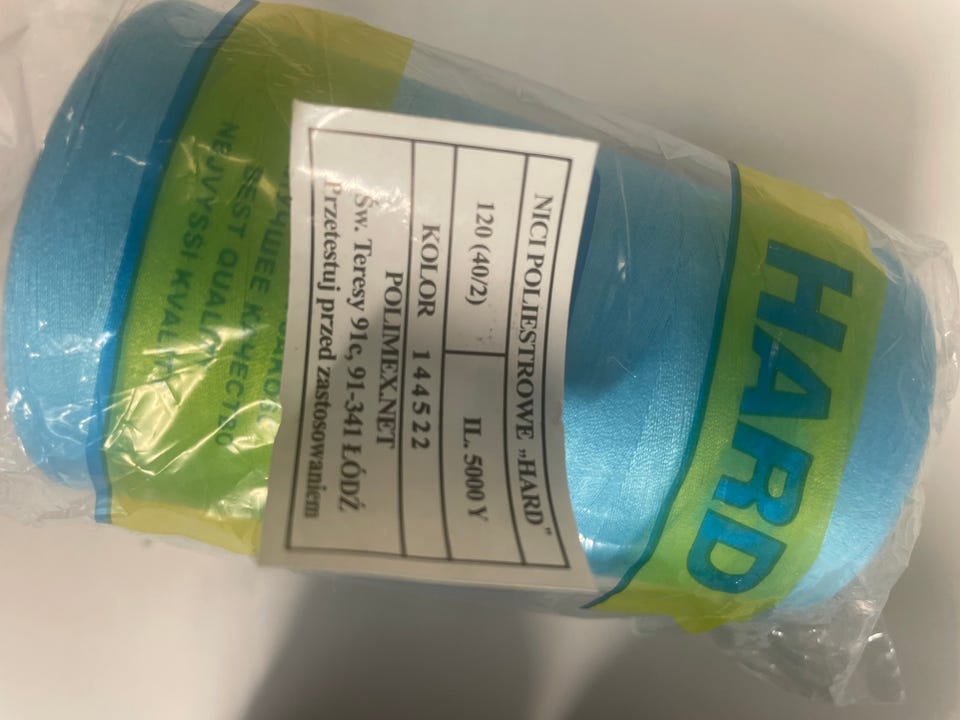 HARD
NICI POLIESTROWE „HARD”
120 (40/2) IL. 5000 Y
KOLOR 144522
POLIMEX.NET
Św. Teresy 91c, 91-341 ŁÓDŹ
Przetestuj przed zastosowaniem
BEST QUALITY
NEJVYSSI KVALITA